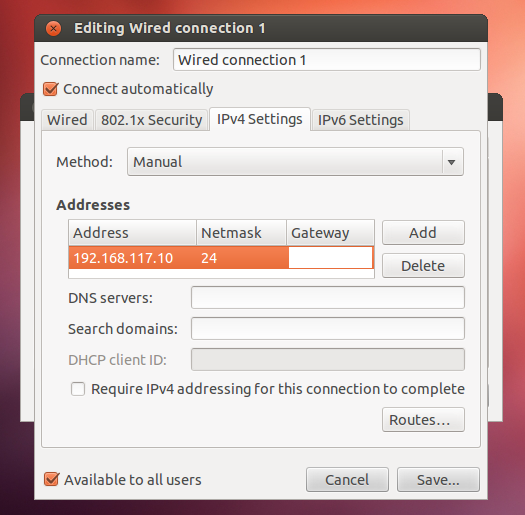 Editing Wired connection 1
Connection name: Wired connection 1
Connect automatically
Wired 802.1x Security IPv4 Settings IPv6 Settings
Method: Manual
Addresses
Address Netmask Gateway Add
192.168.117.10 24
Delete
DNS servers:
Search domains:
DHCP client ID:
Require IPv4 addressing for this connection to complete
Routes...
Available to all users Cancel Save...